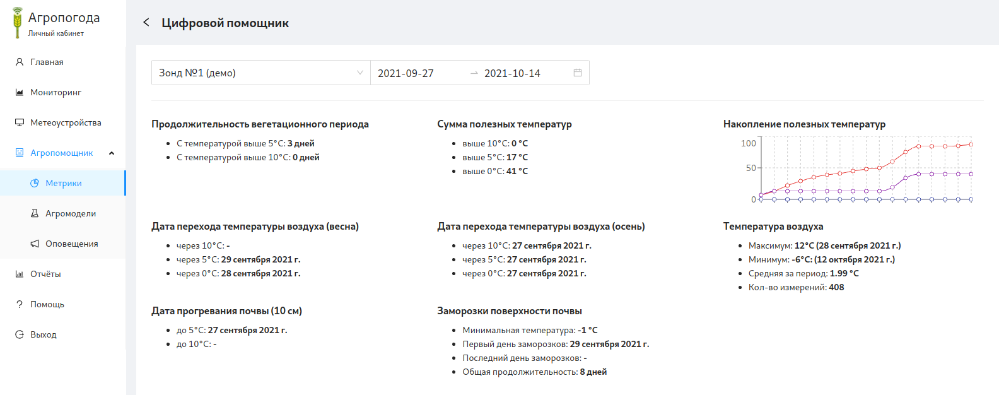 Агропогода
Личный кабинет
Главная
Мониторинг
Метеоустройства
Агропомощник
Метрики
Агромодели
Оповещения
Отчёты
Помощь
Выход
Цифровой помощник
Зонд №1 (демо)
2021-09-27 → 2021-10-14
Продолжительность вегетационного периода
• С температурой выше 5°C: 3 дней
• С температурой выше 10°C: 0 дней
Сумма полезных температур
• выше 10°C: 0 °C
• выше 5°C: 17 °C
• выше 0°C: 41 °C
Накопление полезных температур
100
50
0
Дата перехода температуры воздуха (весна)
• через 10°C: -
• через 5°C: 29 сентября 2021 г.
• через 0°C: 28 сентября 2021 г.
Дата перехода температуры воздуха (осень)
• через 10°C: 27 сентября 2021 г.
• через 5°C: 27 сентября 2021 г.
• через 0°C: 27 сентября 2021 г.
Температура воздуха
• Максимум: 12°C (28 сентября 2021 г.)
• Минимум: -6°C: (12 октября 2021 г.)
• Средняя за период: 1.99 °C
• Кол-во измерений: 408
Дата прогревания почвы (10 см)
• до 5°C: 27 сентября 2021 г.
• до 10°C: -
Заморозки поверхности почвы
• Минимальная температура: -1 °C
• Первый день заморозков: 29 сентября 2021 г.
• Последний день заморозков: -
• Общая продолжительность: 8 дней